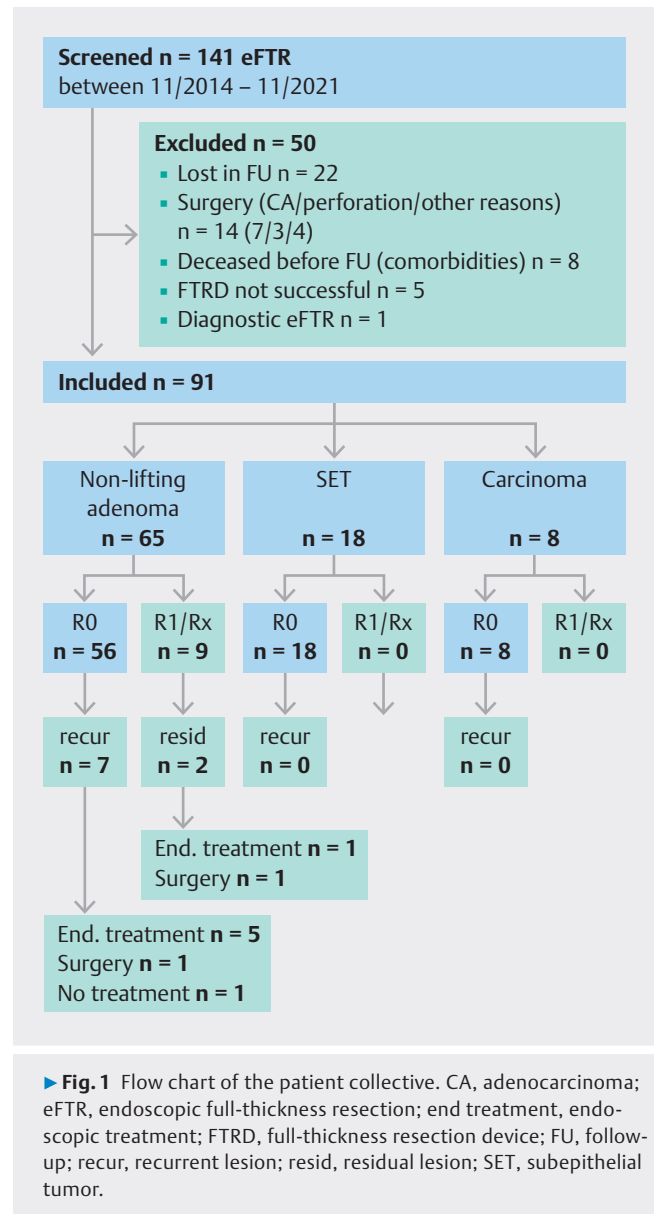 Screened n = 141 eFTR
between 11/2014 – 11/2021
Excluded n = 50
▪ Lost in FU n = 22
▪ Surgery (CA/perforation/other reasons)
n = 14 (7/3/4)
▪ Deceased before FU (comorbidities) n = 8
▪ FTRD not successful n = 5
▪ Diagnostic eFTR n = 1
Included n = 91
Non-lifting
adenoma
n = 65
SET
n = 18
Carcinoma
n = 8
R0
n = 56
R1/Rx
n = 9
R0
n = 18
R1/Rx
n = 0
R0
n = 8
R1/Rx
n = 0
recur
n = 7
resid
n = 2
recur
n = 0
recur
n = 0
End. treatment n = 1
Surgery n = 1
End. treatment n = 5
Surgery n = 1
No treatment n = 1
▶ Fig. 1 Flow chart of the patient collective. CA, adenocarcinoma;
eFTR, endoscopic full-thickness resection; end treatment, endo-
scopic treatment; FTRD, full-thickness resection device; FU, follow-
up; recur, recurrent lesion; resid, residual lesion; SET, subepithelial
tumor.